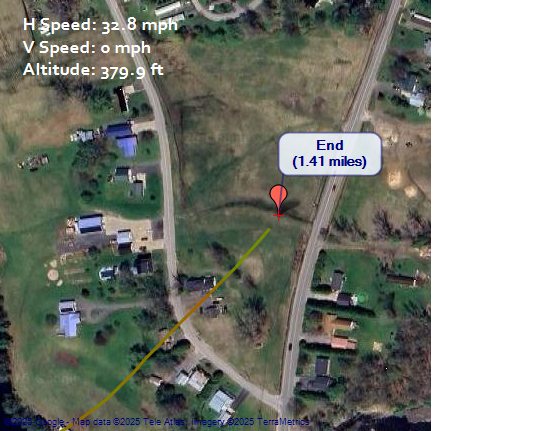 H Speed: 32.8 mph
V Speed: 0 mph
Altitude: 379.9 ft
End
(1.41 miles)
©2025 Google - Map data ©2025 Tele Atlas, Imagery ©2025 TerraMetrics